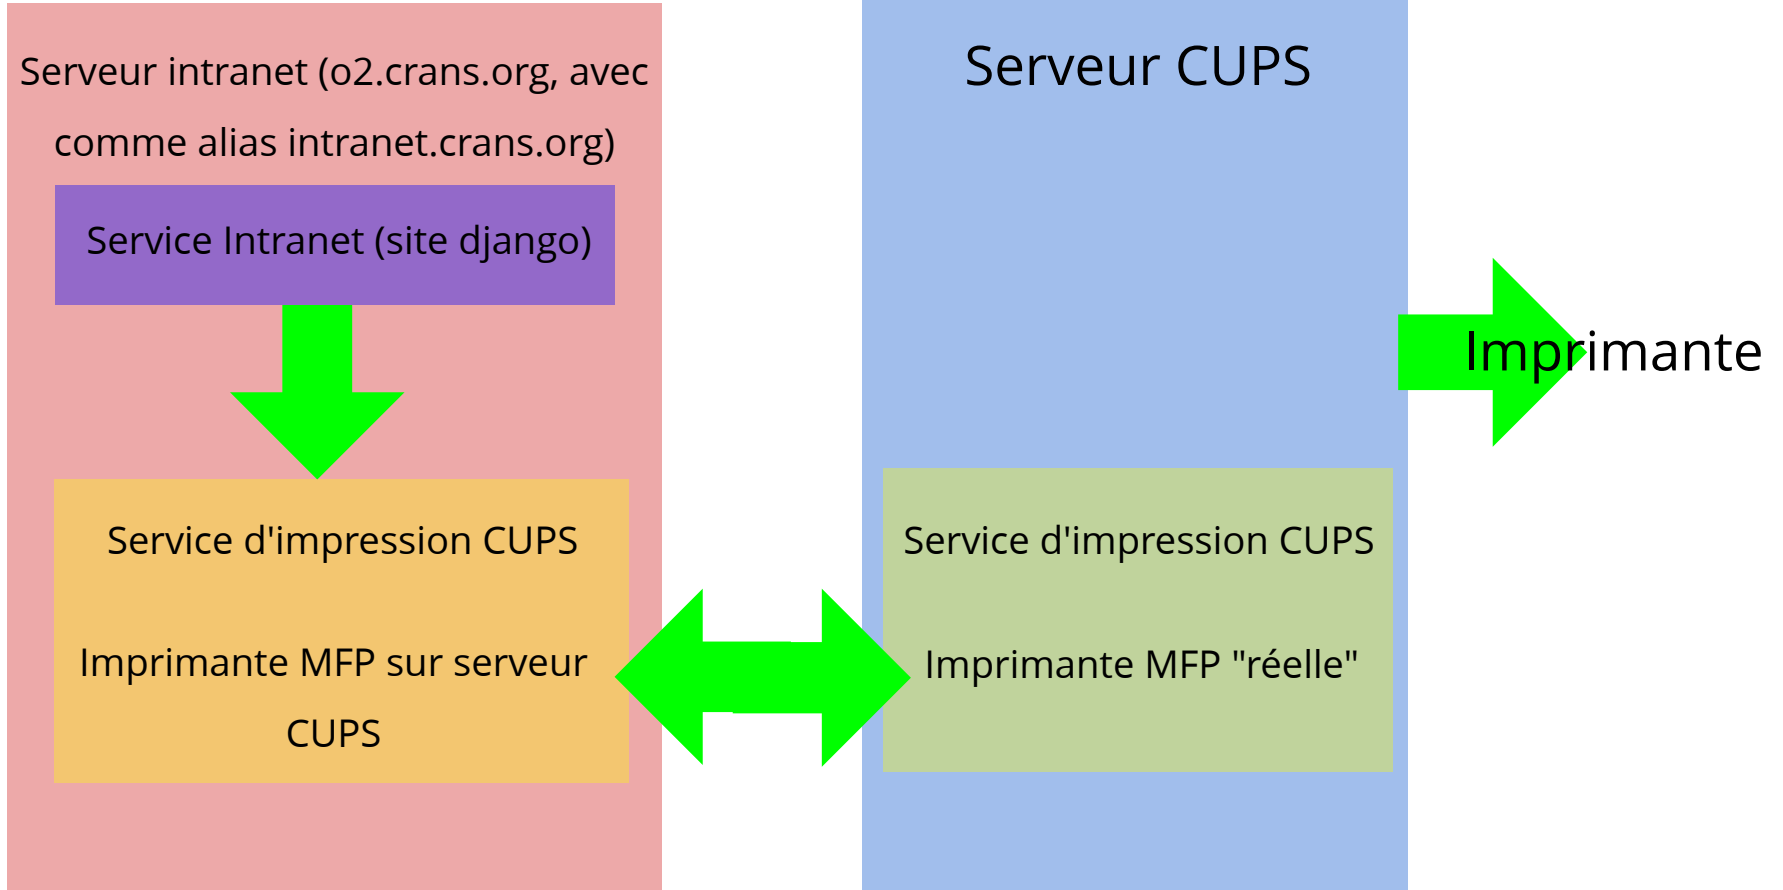 Serveur intranet (o2.crans.org, avec
comme alias intranet.crans.org)
Service Intranet (site django)
Service d'impression CUPS
Imprimante MFP sur serveur
CUPS
Serveur CUPS
Service d'impression CUPS
Imprimante MFP "réelle"
Imprimante